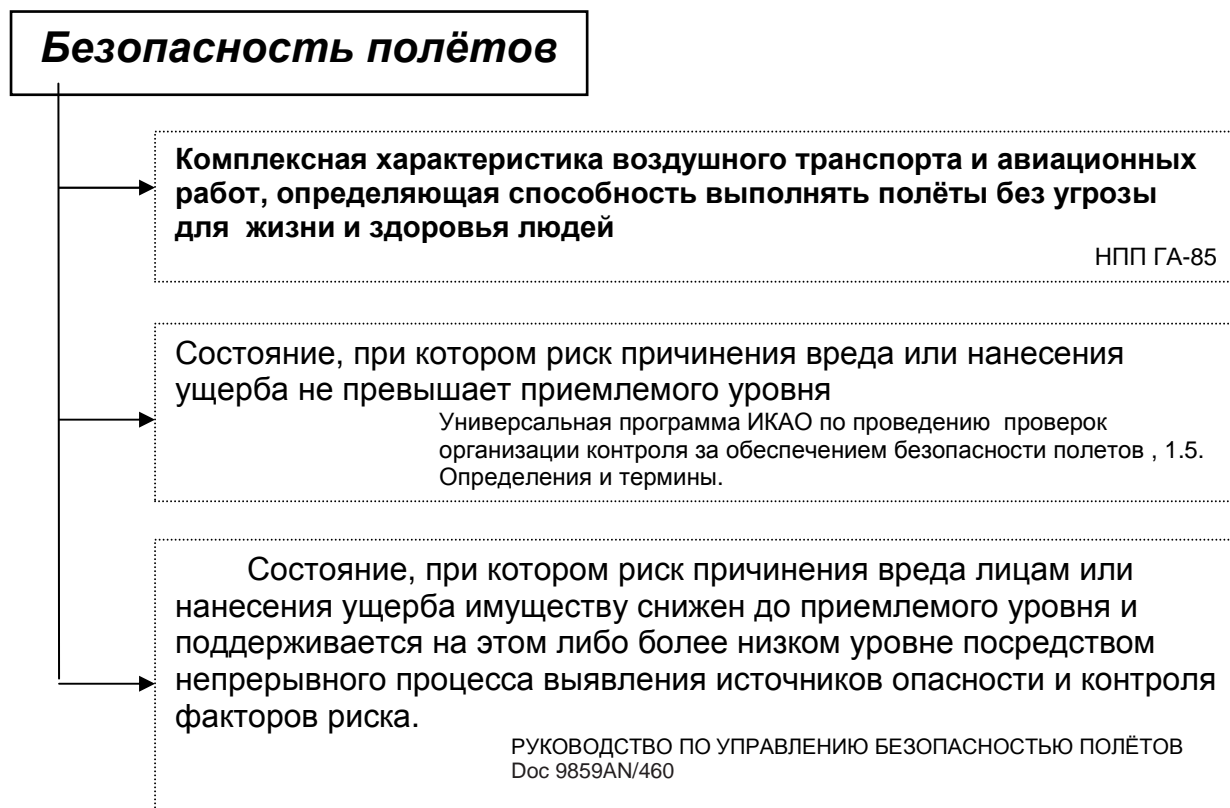 Безопасность полётов
Комплексная характеристика воздушного транспорта и авиационных
работ, определяющая способность выполнять полёты без угрозы
для жизни и здоровья людей
НПП ГА-85
Состояние, при котором риск причинения вреда или нанесения
ущерба не превышает приемлемого уровня
Универсальная программа ИКАО по проведению проверок
организации контроля за обеспечением безопасности полетов , 1.5.
Определения и термины.
Состояние, при котором риск причинения вреда лицам или
нанесения ущерба имуществу снижен до приемлемого уровня и
поддерживается на этом либо более низком уровне посредством
непрерывного процесса выявления источников опасности и контроля
факторов риска.
РУКОВОДСТВО ПО УПРАВЛЕНИЮ БЕЗОПАСНОСТЬЮ ПОЛЁТОВ
Doc 9859AN/460